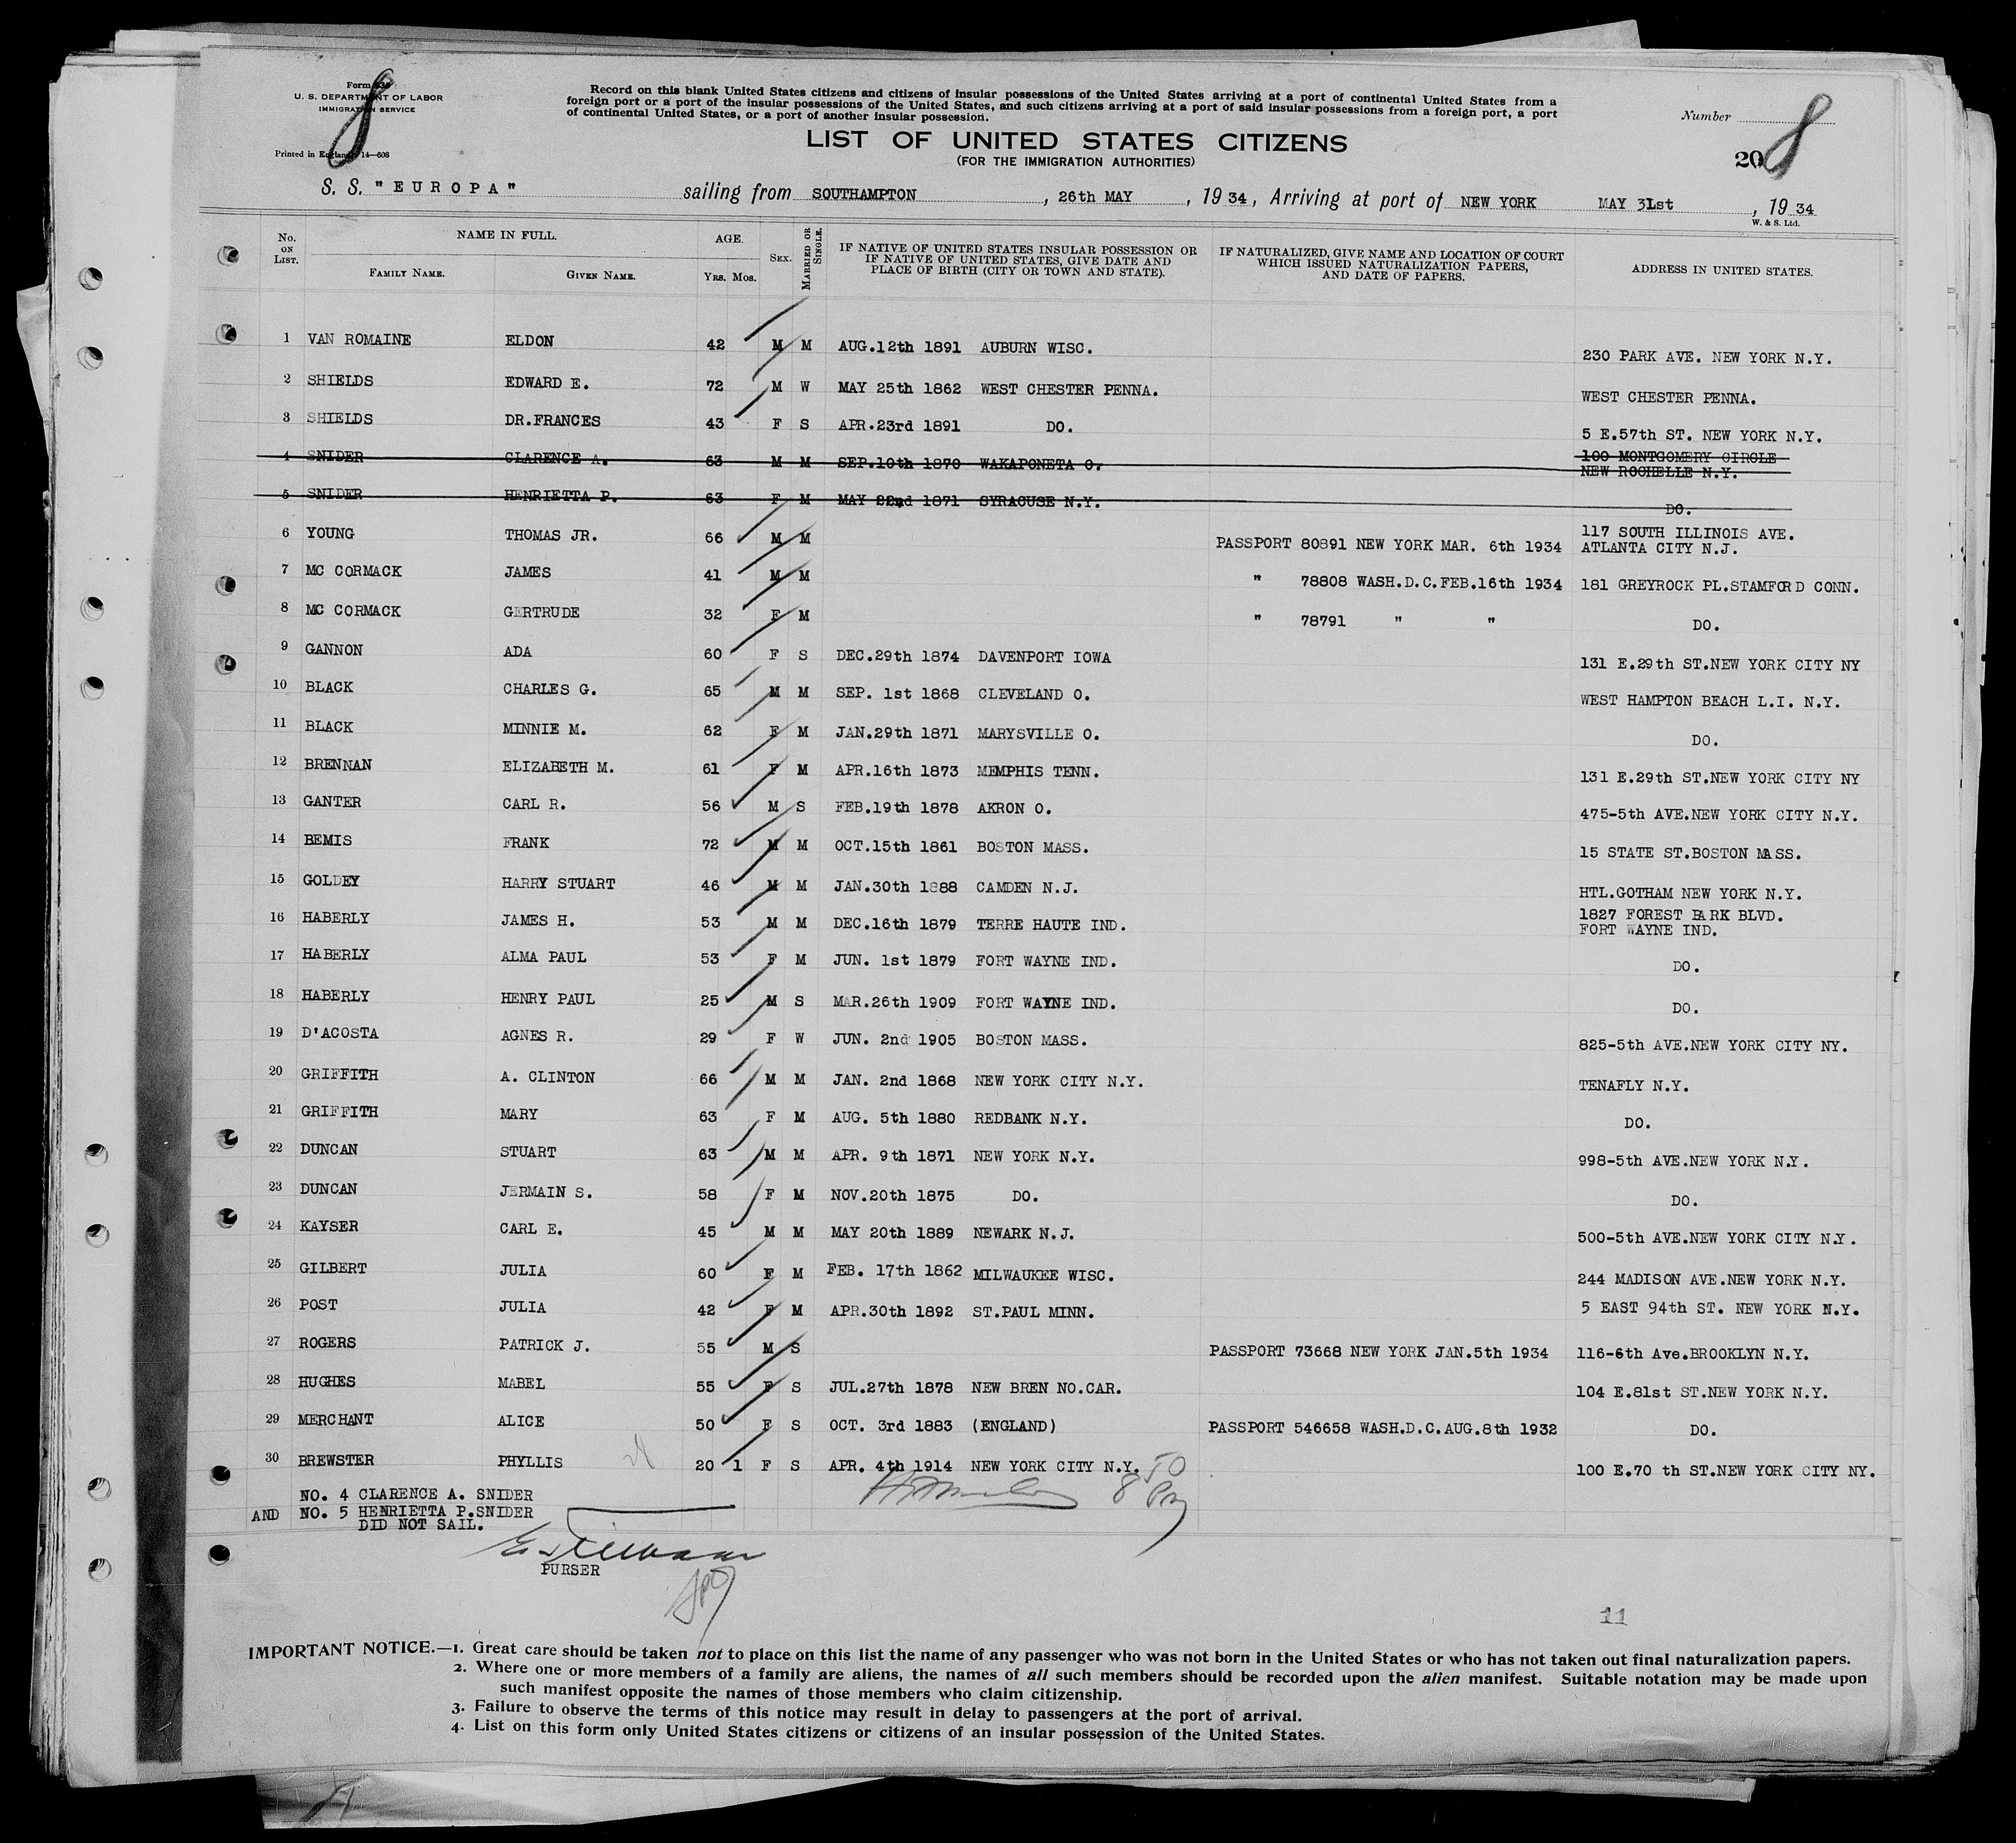 Form 630
U. S. DEPARTMENT OF LABOR
IMMIGRATION SERVICE
Printed in England 14—608
8
Record on this blank United States citizens and citizens of insular possessions of the United States arriving at a port of continental United States from a
foreign port or a port of the insular possessions of the United States, and such citizens arriving at a port of said insular possessions from a foreign port, a port
of continental United States, or a port of another insular possession.
Number
LIST OF UNITED STATES CITIZENS
(FOR THE IMMIGRATION AUTHORITIES)
20 8
S. S. "EUROPA" sailing from SOUTHAMPTON, 26th MAY, 19 34, Arriving at port of NEW YORK MAY 31st, 19 34
W. & S. Ltd.
No. ON LIST. NAME IN FULL. FAMILY NAME. GIVEN NAME. AGE. YRS. MOS. SEX. MARRIED OR SINGLE. IF NATIVE OF UNITED STATES INSULAR POSSESSION OR IF NATIVE OF UNITED STATES, GIVE DATE AND PLACE OF BIRTH (CITY OR TOWN AND STATE). IF NATURALIZED, GIVE NAME AND LOCATION OF COURT WHICH ISSUED NATURALIZATION PAPERS, AND DATE OF PAPERS. ADDRESS IN UNITED STATES.
1 VAN ROMAINE ELDON 42 M M AUG.12th 1891 AUBURN WISC. 230 PARK AVE. NEW YORK N.Y.
2 SHIELDS EDWARD E. 72 M W MAY 25th 1862 WEST CHESTER PENNA. WEST CHESTER PENNA.
3 SHIELDS DR.FRANCES 43 F S APR.23rd 1891 DO. 5 E.57th ST. NEW YORK N.Y.
4 SNIDER CLARENCE A. 63 M M SEP.10th 1870 WAKAPONETA O. 100 MONTGOMERY CIRCLE
NEW ROCHELLE N.Y.
5 SNIDER HENRIETTA P. 63 F M MAY 22nd 1871 SYRACUSE N.Y. DO.
6 YOUNG THOMAS JR. 66 M M PASSPORT 80891 NEW YORK MAR. 6th 1934 117 SOUTH ILLINOIS AVE.
ATLANTA CITY N.J.
7 MC CORMACK JAMES 41 M M " 78808 WASH.D.C.FEB.16th 1934 181 GREYROCK PL.STAMFORD CONN.
8 MC CORMACK GERTRUDE 32 F M " 78791 " " DO.
9 GANNON ADA 60 F S DEC.29th 1874 DAVENPORT IOWA 131 E.29th ST.NEW YORK CITY NY
10 BLACK CHARLES G. 65 M M SEP. 1st 1868 CLEVELAND O. WEST HAMPTON BEACH L.I. N.Y.
11 BLACK MINNIE M. 62 F M JAN.29th 1871 MARYSVILLE O. DO.
12 BRENNAN ELIZABETH M. 61 F M APR.16th 1873 MEMPHIS TENN. 131 E.29th ST.NEW YORK CITY NY
13 GANTER CARL R. 56 M S FEB.19th 1878 AKRON O. 475-5th AVE.NEW YORK CITY N.Y.
14 BEMIS FRANK 72 M M OCT.15th 1861 BOSTON MASS. 15 STATE ST.BOSTON MASS.
15 GOLDEY HARRY STUART 46 M M JAN.30th 1888 CAMDEN N.J. HTL.GOTHAM NEW YORK N.Y.
16 HABERLY JAMES H. 53 M M DEC.16th 1879 TERRE HAUTE IND. 1827 FOREST PARK BLVD.
FORT WAYNE IND.
17 HABERLY ALMA PAUL 53 F M JUN. 1st 1879 FORT WAYNE IND. DO.
18 HABERLY HENRY PAUL 25 M S MAR.26th 1909 FORT WAYNE IND. DO.
19 D'ACOSTA AGNES R. 29 F W JUN. 2nd 1905 BOSTON MASS. 825-5th AVE.NEW YORK CITY NY.
20 GRIFFITH A. CLINTON 66 M M JAN. 2nd 1868 NEW YORK CITY N.Y. TENAFLY N.Y.
21 GRIFFITH MARY 63 F M AUG. 5th 1880 REDBANK N.Y. DO.
22 DUNCAN STUART 63 M M APR. 9th 1871 NEW YORK N.Y. 998-5th AVE.NEW YORK N.Y.
23 DUNCAN JERMAIN S. 58 F M NOV.20th 1875 DO. DO.
24 KAYSER CARL E. 45 M M MAY 20th 1889 NEWARK N.J. 500-5th AVE.NEW YORK CITY N.Y.
25 GILBERT JULIA 60 F M FEB. 17th 1862 MILWAUKEE WISC. 244 MADISON AVE.NEW YORK N.Y.
26 POST JULIA 42 F M APR.30th 1892 ST.PAUL MINN. 5 EAST 94th ST. NEW YORK N.Y.
27 ROGERS PATRICK J. 55 M S PASSPORT 73668 NEW YORK JAN.5th 1934 116-6th Ave.BROOKLYN N.Y.
28 HUGHES MABEL 55 F S JUL.27th 1878 NEW BREN NO.CAR. 104 E.81st ST.NEW YORK N.Y.
29 MERCHANT ALICE 50 F S OCT. 3rd 1883 (ENGLAND) PASSPORT 546658 WASH.D.C.AUG.8th 1932 DO.
30 BREWSTER PHYLLIS 20 1 F S APR. 4th 1914 NEW YORK CITY N.Y. 100 E.70 th ST.NEW YORK CITY NY.
NO. 4 CLARENCE A. SNIDER
AND NO. 5 HENRIETTA P.SNIDER
DID NOT SAIL.
8 50 Pm
PURSER
11
IMPORTANT NOTICE.—1. Great care should be taken not to place on this list the name of any passenger who was not born in the United States or who has not taken out final naturalization papers.
2. Where one or more members of a family are aliens, the names of all such members should be recorded upon the alien manifest. Suitable notation may be made upon
such manifest opposite the names of those members who claim citizenship.
3. Failure to observe the terms of this notice may result in delay to passengers at the port of arrival.
4. List on this form only United States citizens or citizens of an insular possession of the United States.